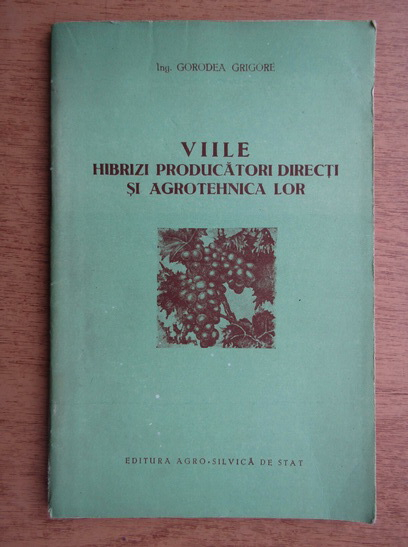 Ing. GORODEA GRIGORE
VIILE
HIBRIZI PRODUCĂTORI DIRECȚI
ȘI AGROTEHNICA LOR
EDITURA AGRO-SILVICĂ DE STAT